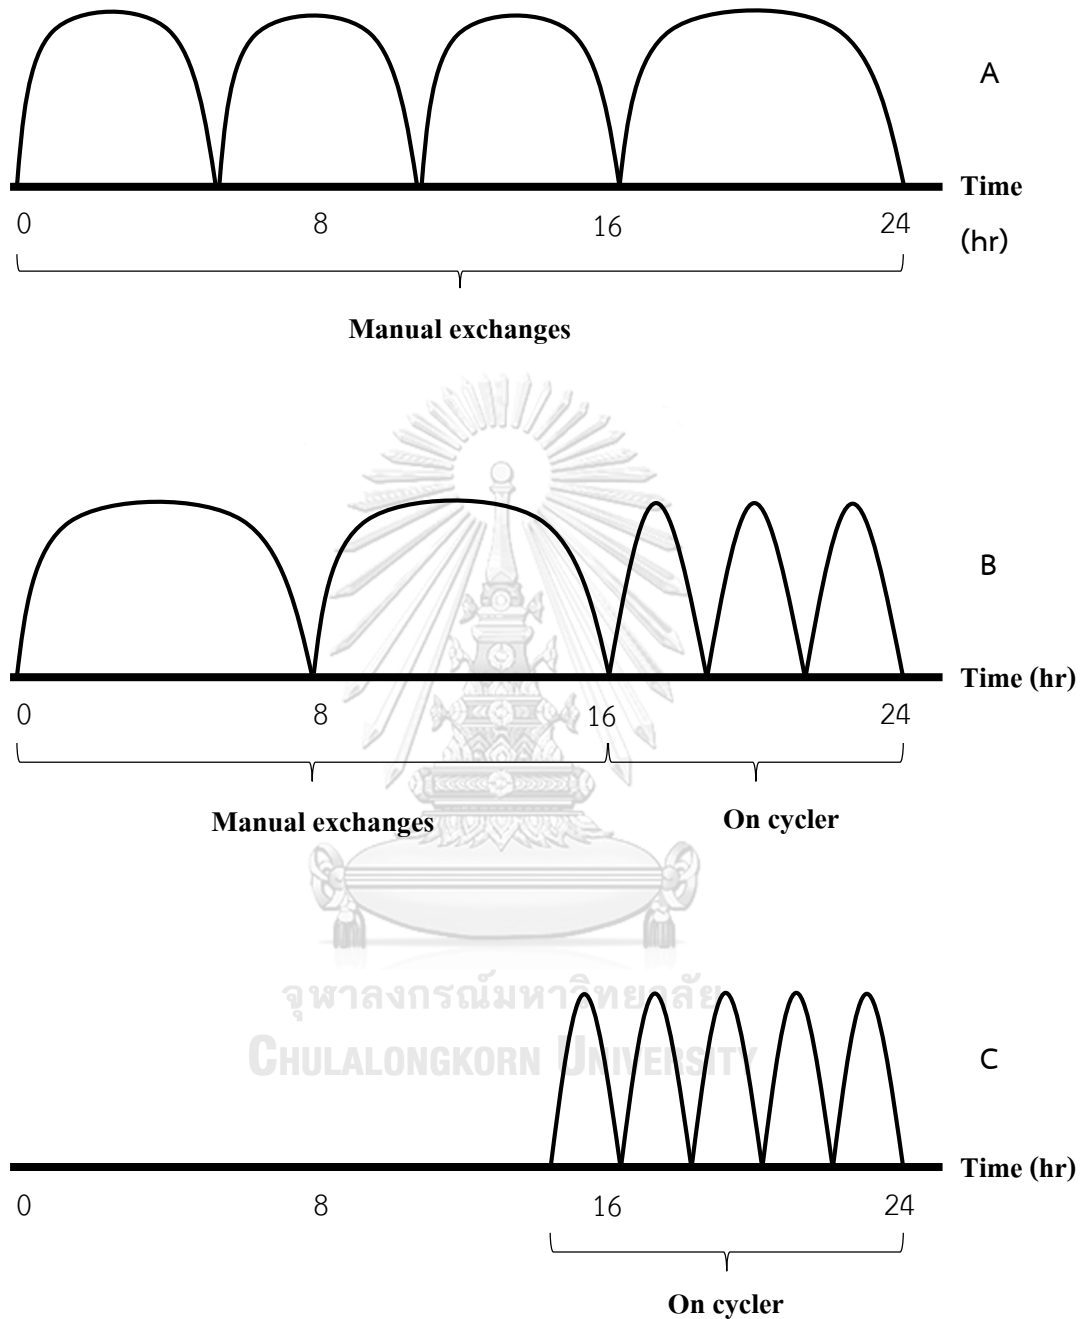 A
Time
0 8 16 24
(hr)
Manual exchanges
B
Time (hr)
0 8 16 24
Manual exchanges
On cycler
จุฬาลงกรณ์มหาวิทยาลัย
CHULALONGKORN UNIVERSITY
C
Time (hr)
0 8 16 24
On cycler